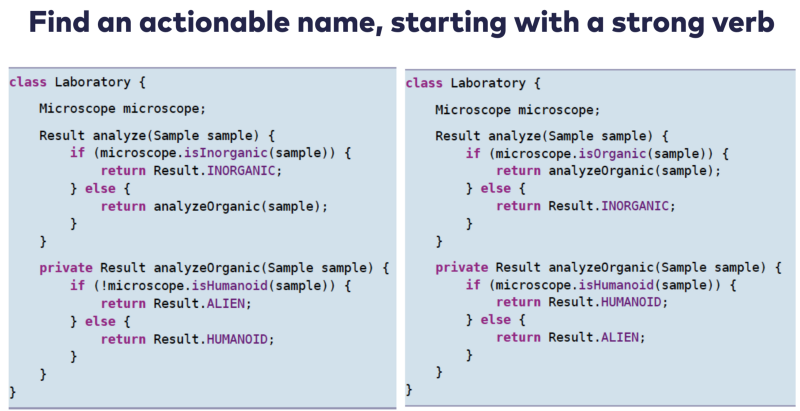 Find an actionable name, starting with a strong verb
class Laboratory {
Microscope microscope;
Result analyze(Sample sample) {
if (microscope.isInorganic(sample)) {
return Result.INORGANIC;
} else {
return analyzeOrganic(sample);
}
}
private Result analyzeOrganic(Sample sample) {
if (!microscope.isHumanoid(sample)) {
return Result.ALIEN;
} else {
return Result.HUMANOID;
}
}
}
class Laboratory {
Microscope microscope;
Result analyze(Sample sample) {
if (microscope.isOrganic(sample)) {
return analyzeOrganic(sample);
} else {
return Result.INORGANIC;
}
}
private Result analyzeOrganic(Sample sample) {
if (microscope.isHumanoid(sample)) {
return Result.HUMANOID;
} else {
return Result.ALIEN;
}
}
}